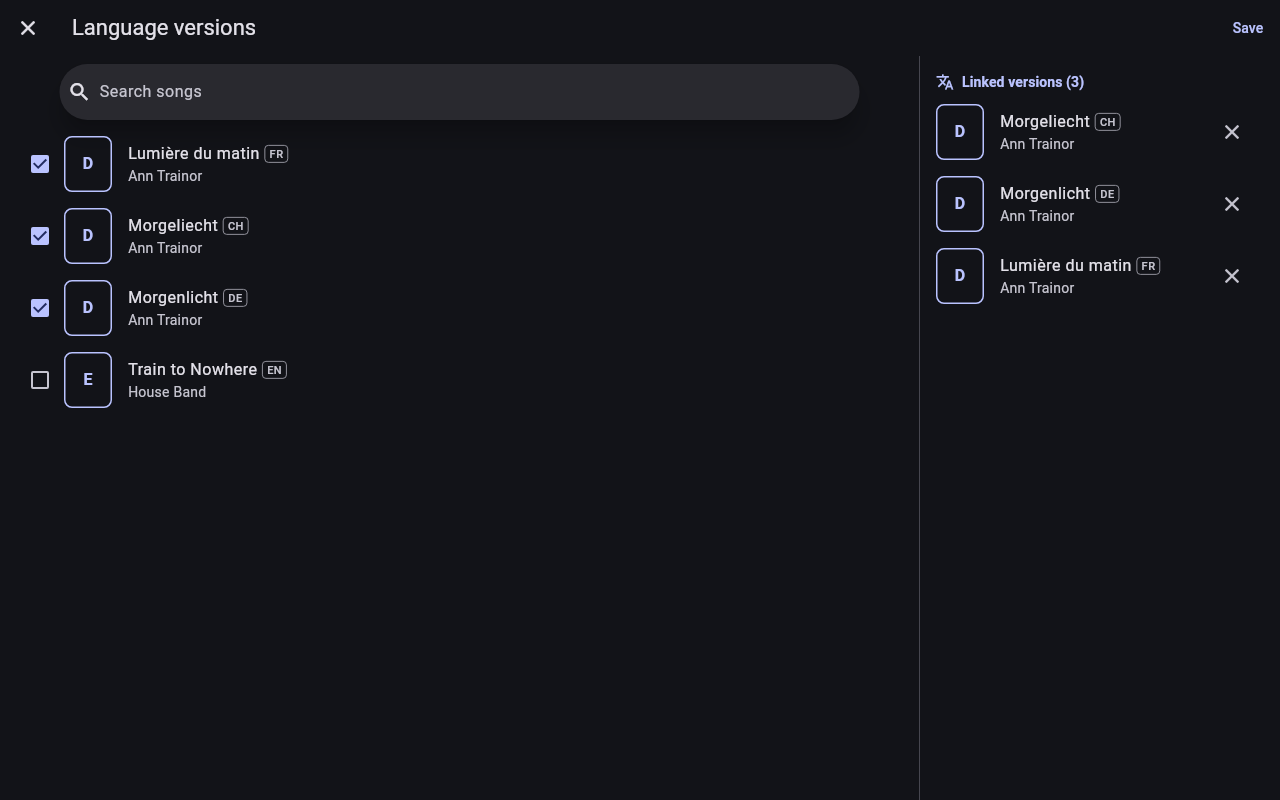 Language versions
Save
Search songs
D
Lumière du matin FR
Ann Trainor
D
Morgeliecht CH
Ann Trainor
D
Morgenlicht DE
Ann Trainor
E
Train to Nowhere EN
House Band
Linked versions (3)
D
Morgeliecht CH
Ann Trainor
D
Morgenlicht DE
Ann Trainor
D
Lumière du matin FR
Ann Trainor